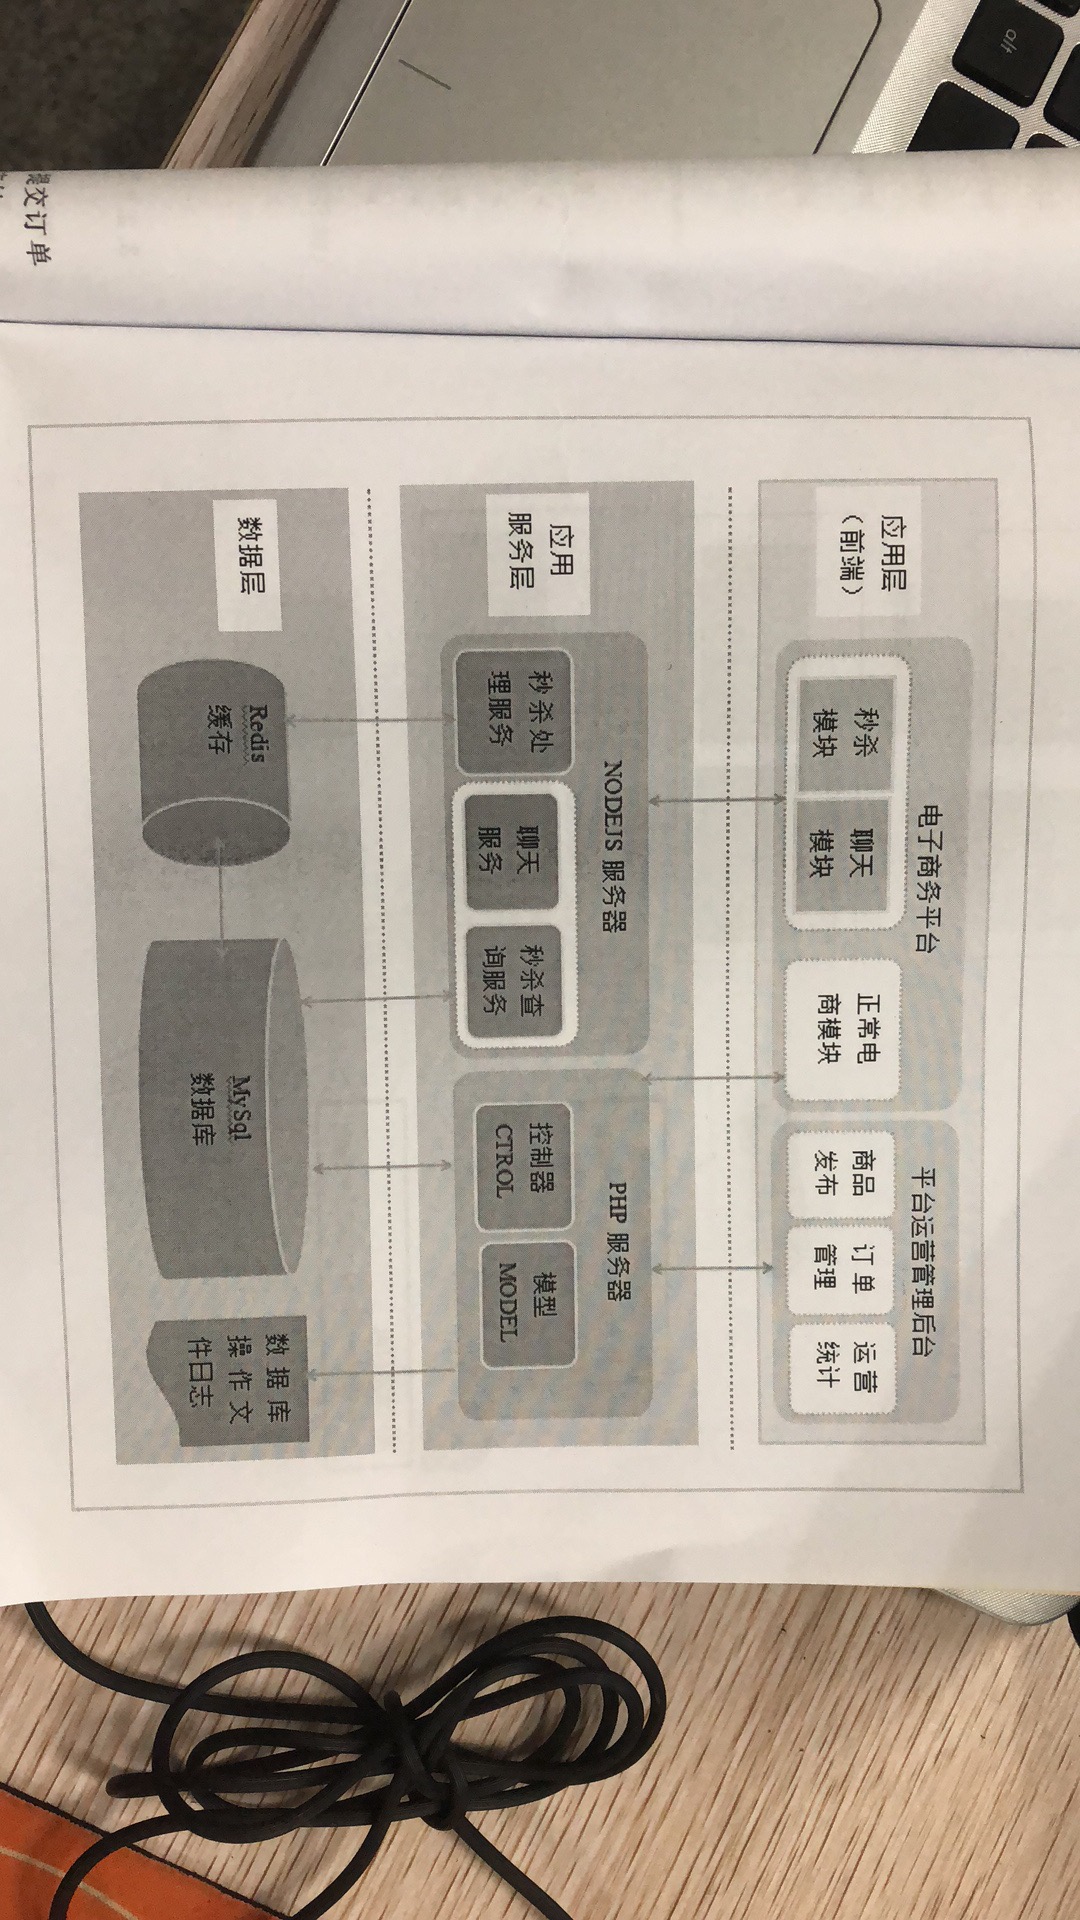 alt
提交订单
应用层
（前端）
电子商务平台
秒杀
模块
聊天
模块
正常电
商模块
平台运营管理后台
商品
发布
订单
管理
运营
统计
应用
服务层
NODEJS 服务器
秒杀处
理服务
聊天
服务
秒杀查
询服务
PHP 服务器
控制器
CTROL
模型
MODEL
数据层
Redis
缓存
MySql
数据库
数据库
操作文
件日志